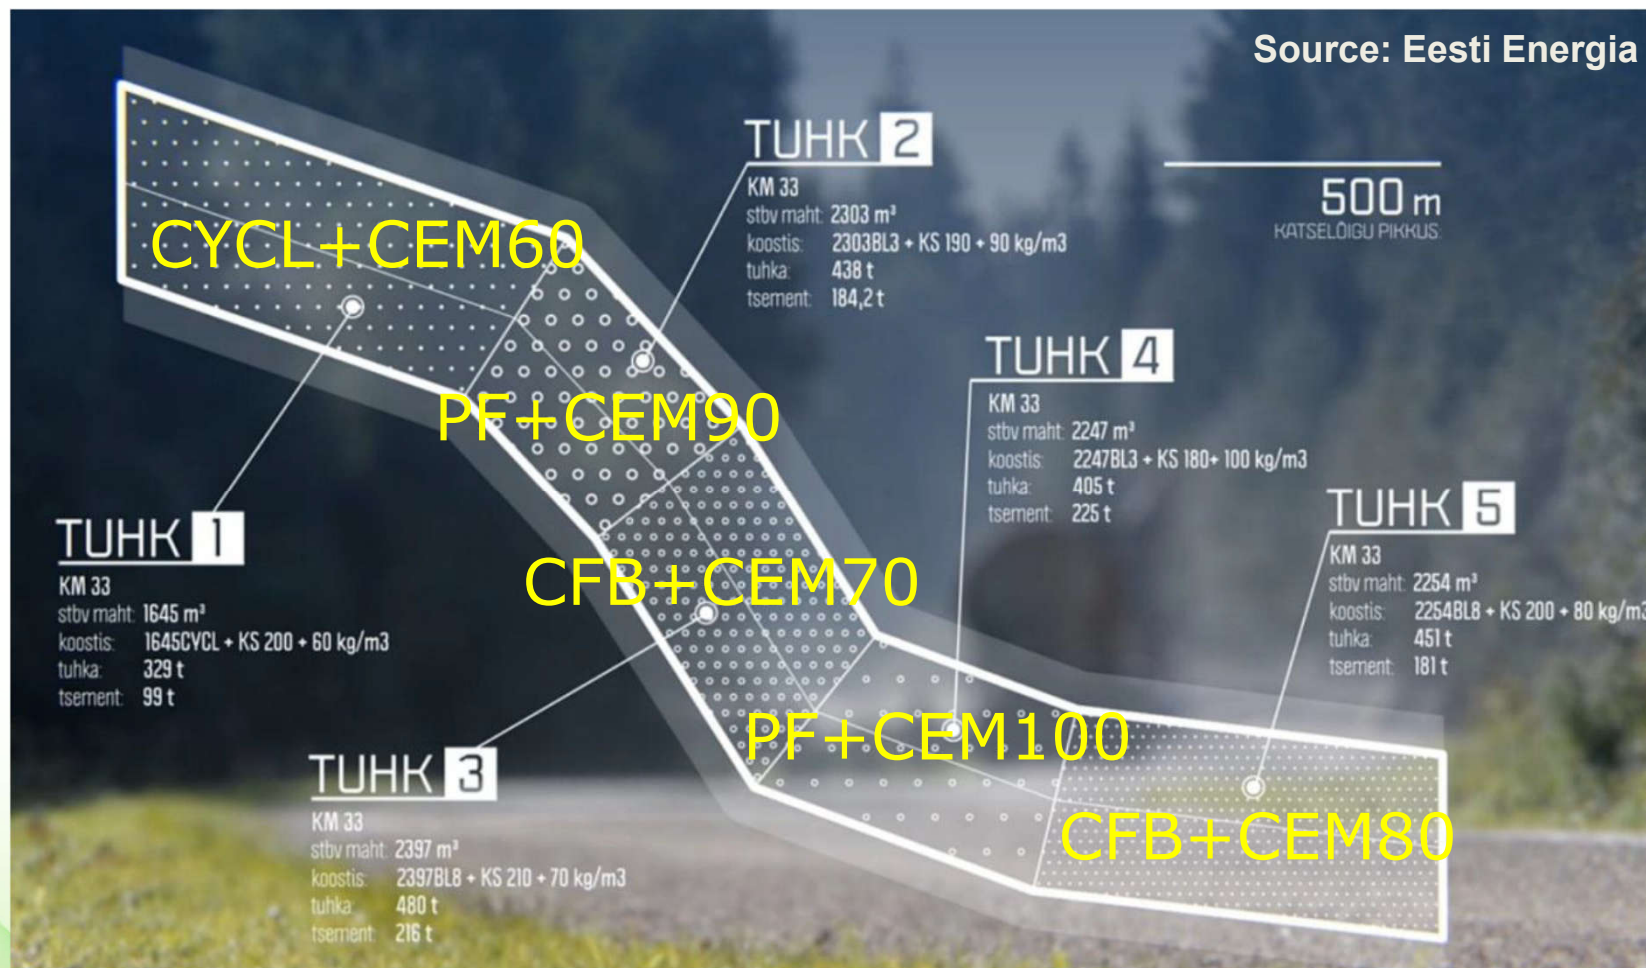 Source: Eesti Energia
TUHK 2
KM 33
stbv maht: 2303 m³
koostis: 2303BL3 + KS 190 + 90 kg/m3
tuhka: 438 t
tsement: 184,2 t
500 m
KATSELÕIGU PIKKUS:
CYCL+CEM60
TUHK 4
KM 33
stbv maht: 2247 m³
koostis: 2247BL3 + KS 180+ 100 kg/m3
tuhka: 405 t
tsement: 225 t
PF+CEM90
TUHK 5
KM 33
stbv maht: 2254 m³
koostis: 2254BL8 + KS 200 + 80 kg/m3
tuhka: 451 t
tsement: 181 t
TUHK 1
KM 33
stbv maht: 1645 m³
koostis: 1645CYCL + KS 200 + 60 kg/m3
tuhka: 329 t
tsement: 99 t
CFB+CEM70
PF+CEM100
TUHK 3
KM 33
stbv maht: 2397 m³
koostis: 2397BL8 + KS 210 + 70 kg/m3
tuhka: 480 t
tsement: 216 t
CFB+CEM80